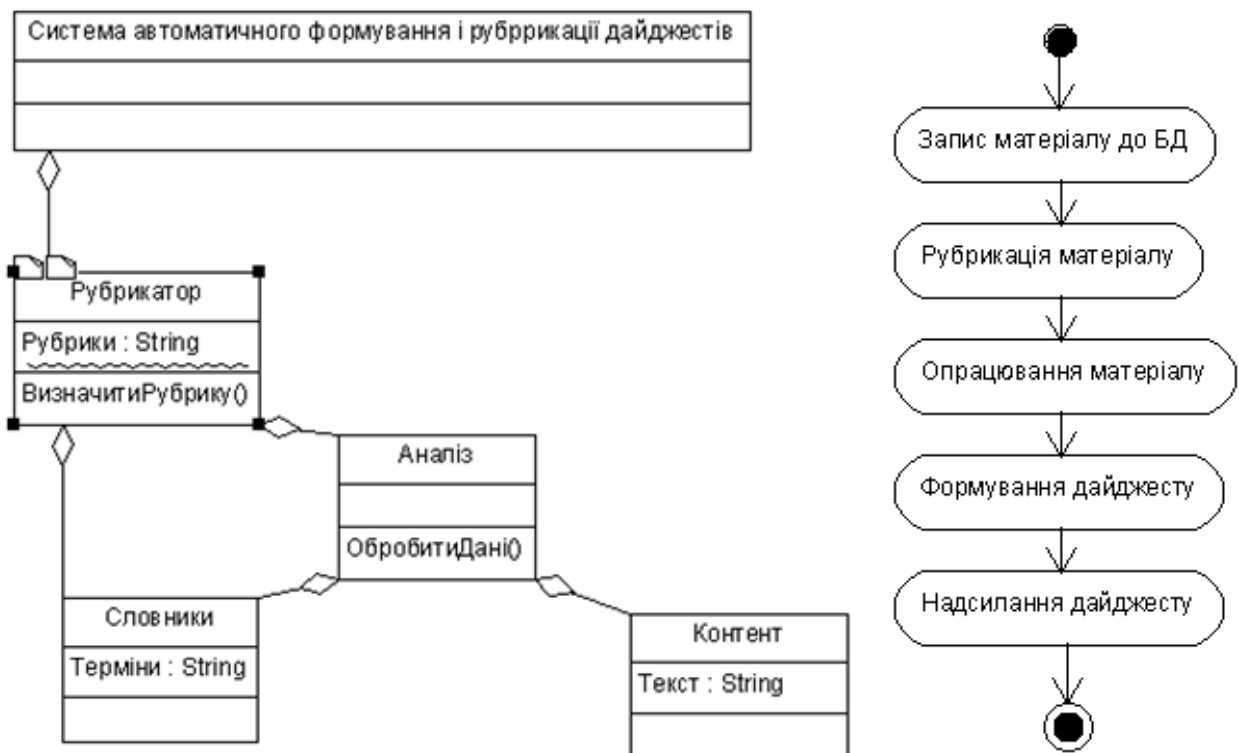 Система автоматичного формування і рубррикації дайджестів
Рубрикатор
Рубрики : String
ВизначитиРубрику()
Аналіз
ОбробитиДані()
Словники
Терміни : String
Контент
Текст : String
Запис матеріалу до БД
Рубрикація матеріалу
Опрацювання матеріалу
Формування дайджесту
Надсилання дайджесту